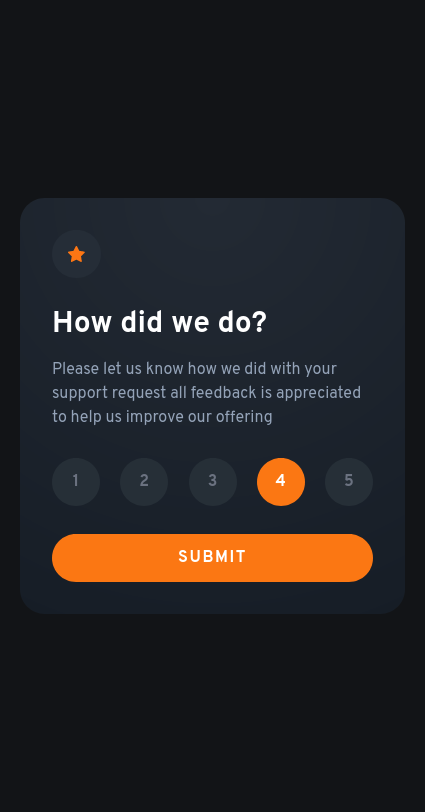 How did we do?
Please let us know how we did with your
support request all feedback is appreciated
to help us improve our offering
1 2 3 4 5
SUBMIT